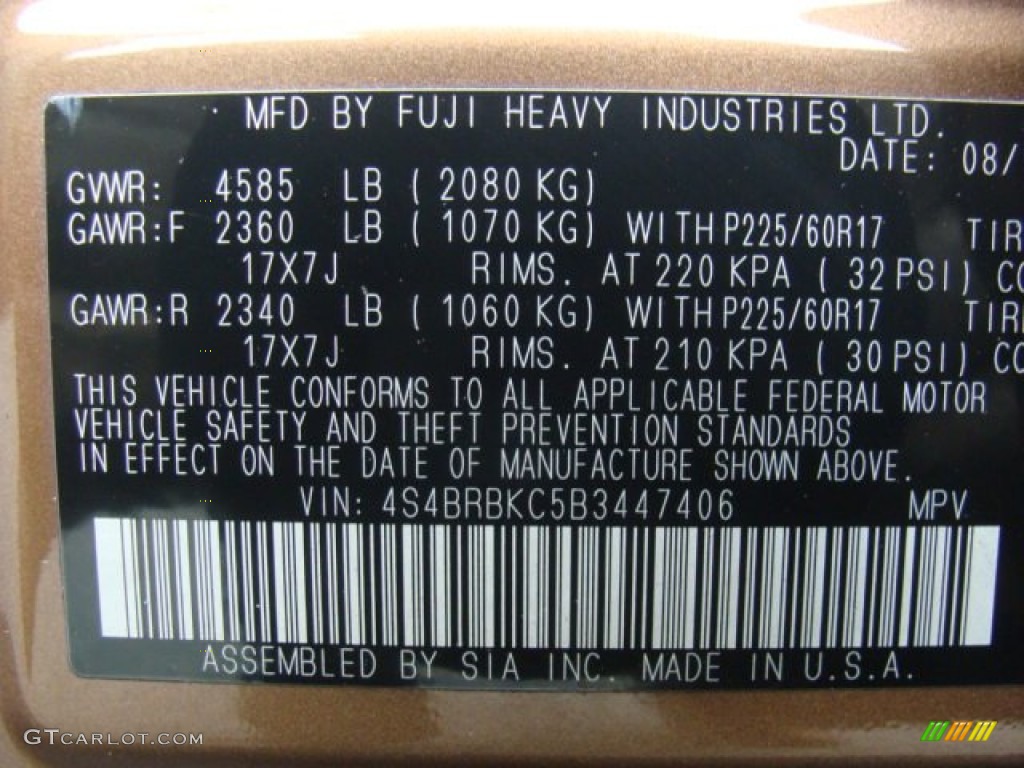 MFD BY FUJI HEAVY INDUSTRIES LTD.
DATE: 08/
GVWR: 4585 LB ( 2080 KG)
GAWR:F 2360 LB ( 1070 KG) WITH P225/60R17 TIR
17X7J RIMS. AT 220 KPA ( 32 PSI) CO
GAWR:R 2340 LB ( 1060 KG) WITH P225/60R17 TIR
17X7J RIMS. AT 210 KPA ( 30 PSI) CO
THIS VEHICLE CONFORMS TO ALL APPLICABLE FEDERAL MOTOR
VEHICLE SAFETY AND THEFT PREVENTION STANDARDS
IN EFFECT ON THE DATE OF MANUFACTURE SHOWN ABOVE.
VIN: 4S4BRBKC5B3447406 MPV
ASSEMBLED BY SIA INC. MADE IN U.S.A.
GTCARLOT.COM